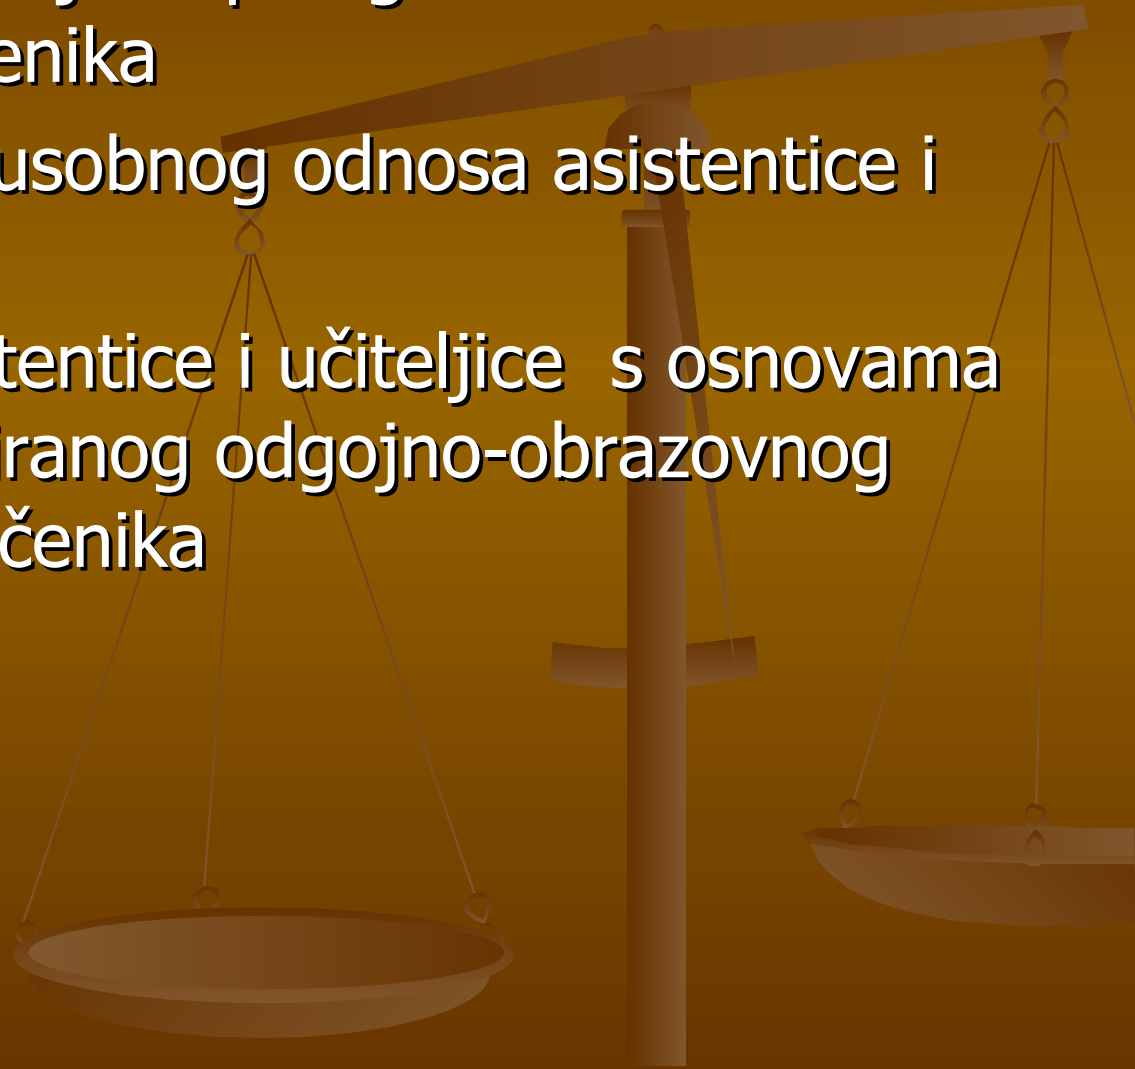 enika
usobnog odnosa asistentice i
tentice i učiteljice s osnovama
iranog odgojno-obrazovnog
čenika